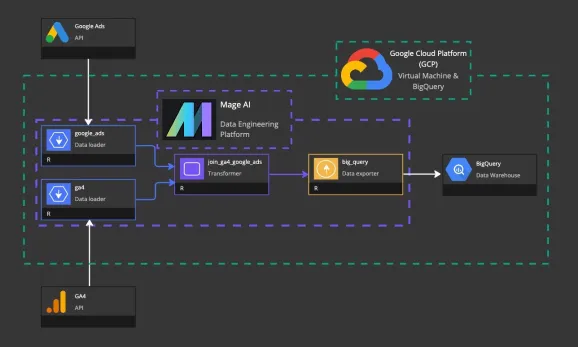 Google Ads
API
Google Cloud Platform
(GCP)
Virtual Machine &
BigQuery
Mage AI
Data Engineering
Platform
google_ads
Data loader
R
join_ga4_google_ads
Transformer
R
big_query
Data exporter
R
BigQuery
Data Warehouse
ga4
Data loader
R
GA4
API